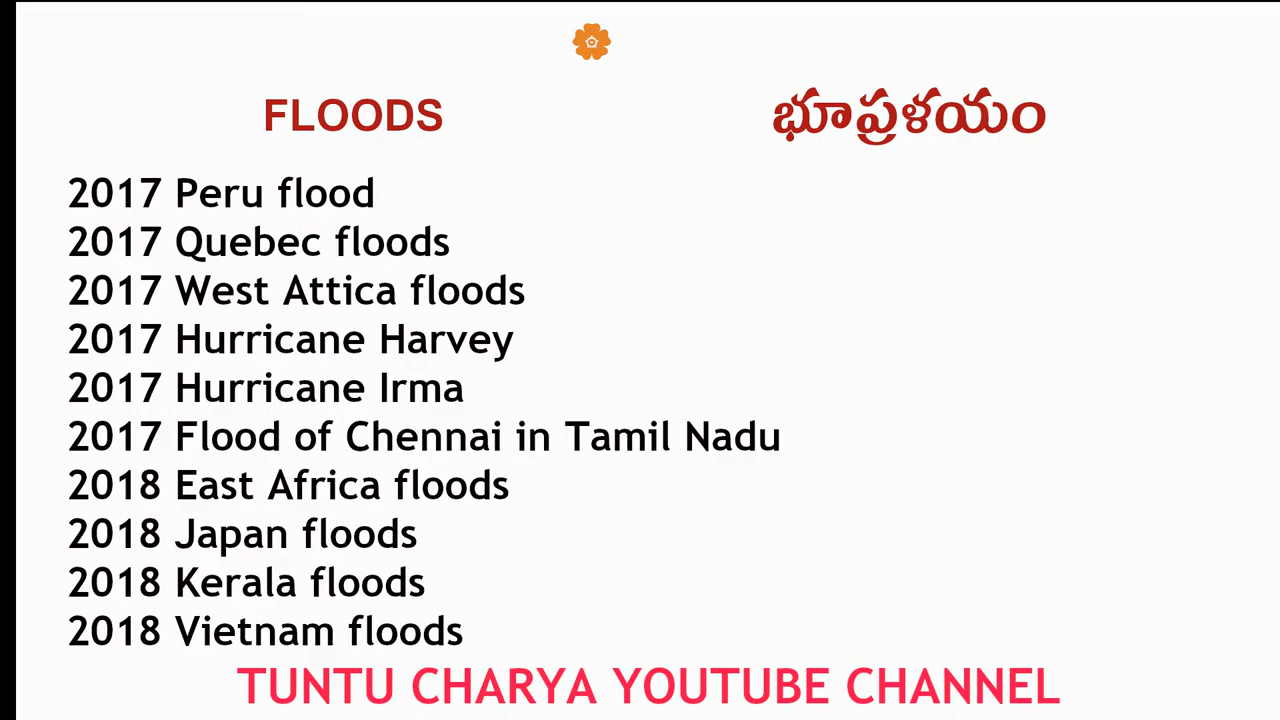 FLOODS భూప్రళయం
2017 Peru flood
2017 Quebec floods
2017 West Attica floods
2017 Hurricane Harvey
2017 Hurricane Irma
2017 Flood of Chennai in Tamil Nadu
2018 East Africa floods
2018 Japan floods
2018 Kerala floods
2018 Vietnam floods
TUNTU CHARYA YOUTUBE CHANNEL